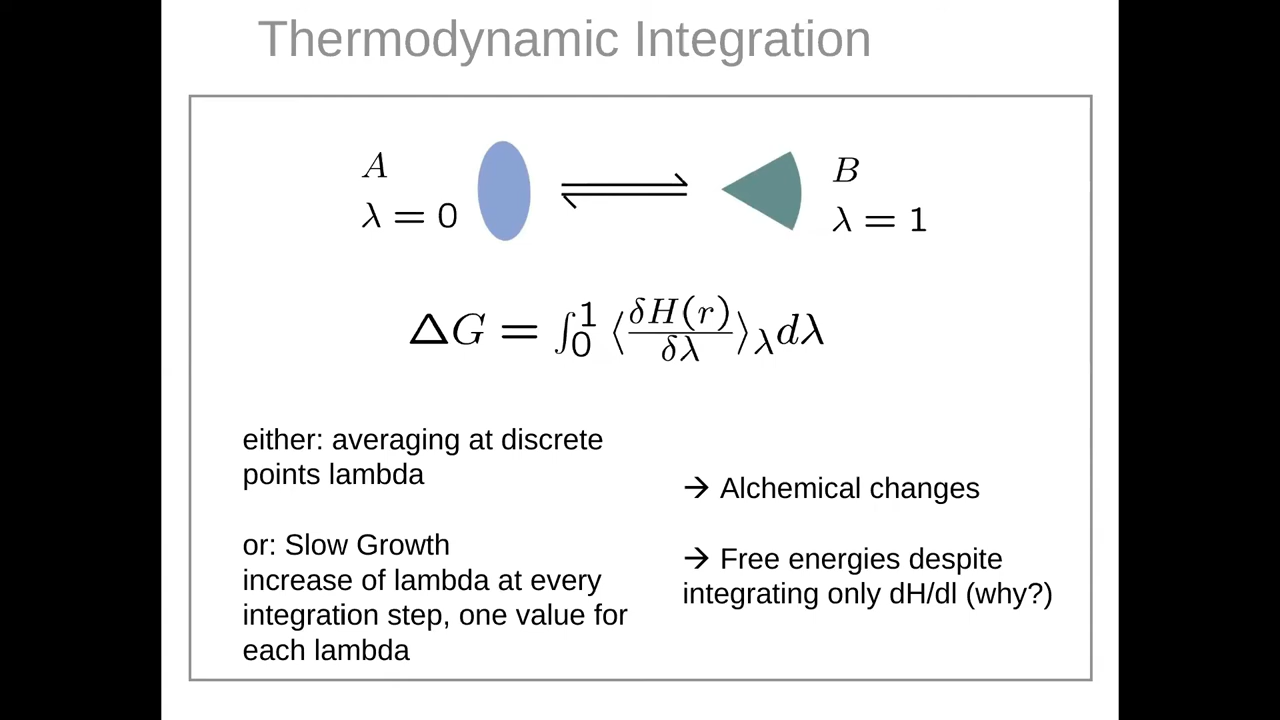 Thermodynamic Integration
A
λ = 0
B
λ = 1
ΔG = ∫₀¹ ⟨δH(r)/δλ⟩_λ dλ
either: averaging at discrete
points lambda
or: Slow Growth
increase of lambda at every
integration step, one value for
each lambda
→ Alchemical changes
→ Free energies despite
integrating only dH/dl (why?)